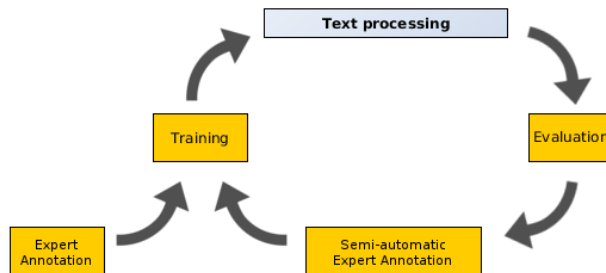 Text processing
Training
Evaluation
Expert
Annotation
Semi-automatic
Expert Annotation